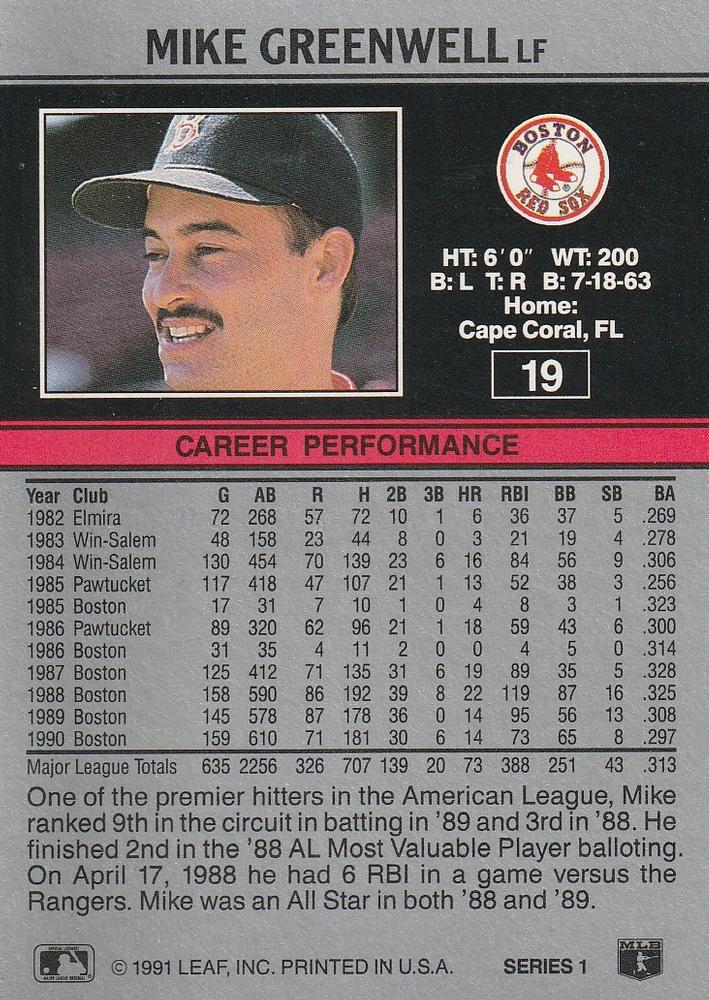 MIKE GREENWELL LF
B
BOSTON
RED SOX
HT: 6' 0" WT: 200
B: L T: R B: 7-18-63
Home:
Cape Coral, FL
19
CAREER PERFORMANCE
Year Club G AB R H 2B 3B HR RBI BB SB BA
1982 Elmira 72 268 57 72 10 1 6 36 37 5 .269
1983 Win-Salem 48 158 23 44 8 0 3 21 19 4 .278
1984 Win-Salem 130 454 70 139 23 6 16 84 56 9 .306
1985 Pawtucket 117 418 47 107 21 1 13 52 38 3 .256
1985 Boston 17 31 7 10 1 0 4 8 3 1 .323
1986 Pawtucket 89 320 62 96 21 1 18 59 43 6 .300
1986 Boston 31 35 4 11 2 0 0 4 5 0 .314
1987 Boston 125 412 71 135 31 6 19 89 35 5 .328
1988 Boston 158 590 86 192 39 8 22 119 87 16 .325
1989 Boston 145 578 87 178 36 0 14 95 56 13 .308
1990 Boston 159 610 71 181 30 6 14 73 65 8 .297
Major League Totals 635 2256 326 707 139 20 73 388 251 43 .313
One of the premier hitters in the American League, Mike
ranked 9th in the circuit in batting in '89 and 3rd in '88. He
finished 2nd in the '88 AL Most Valuable Player balloting.
On April 17, 1988 he had 6 RBI in a game versus the
Rangers. Mike was an All Star in both '88 and '89.
© 1991 LEAF, INC. PRINTED IN U.S.A. SERIES 1
MLB